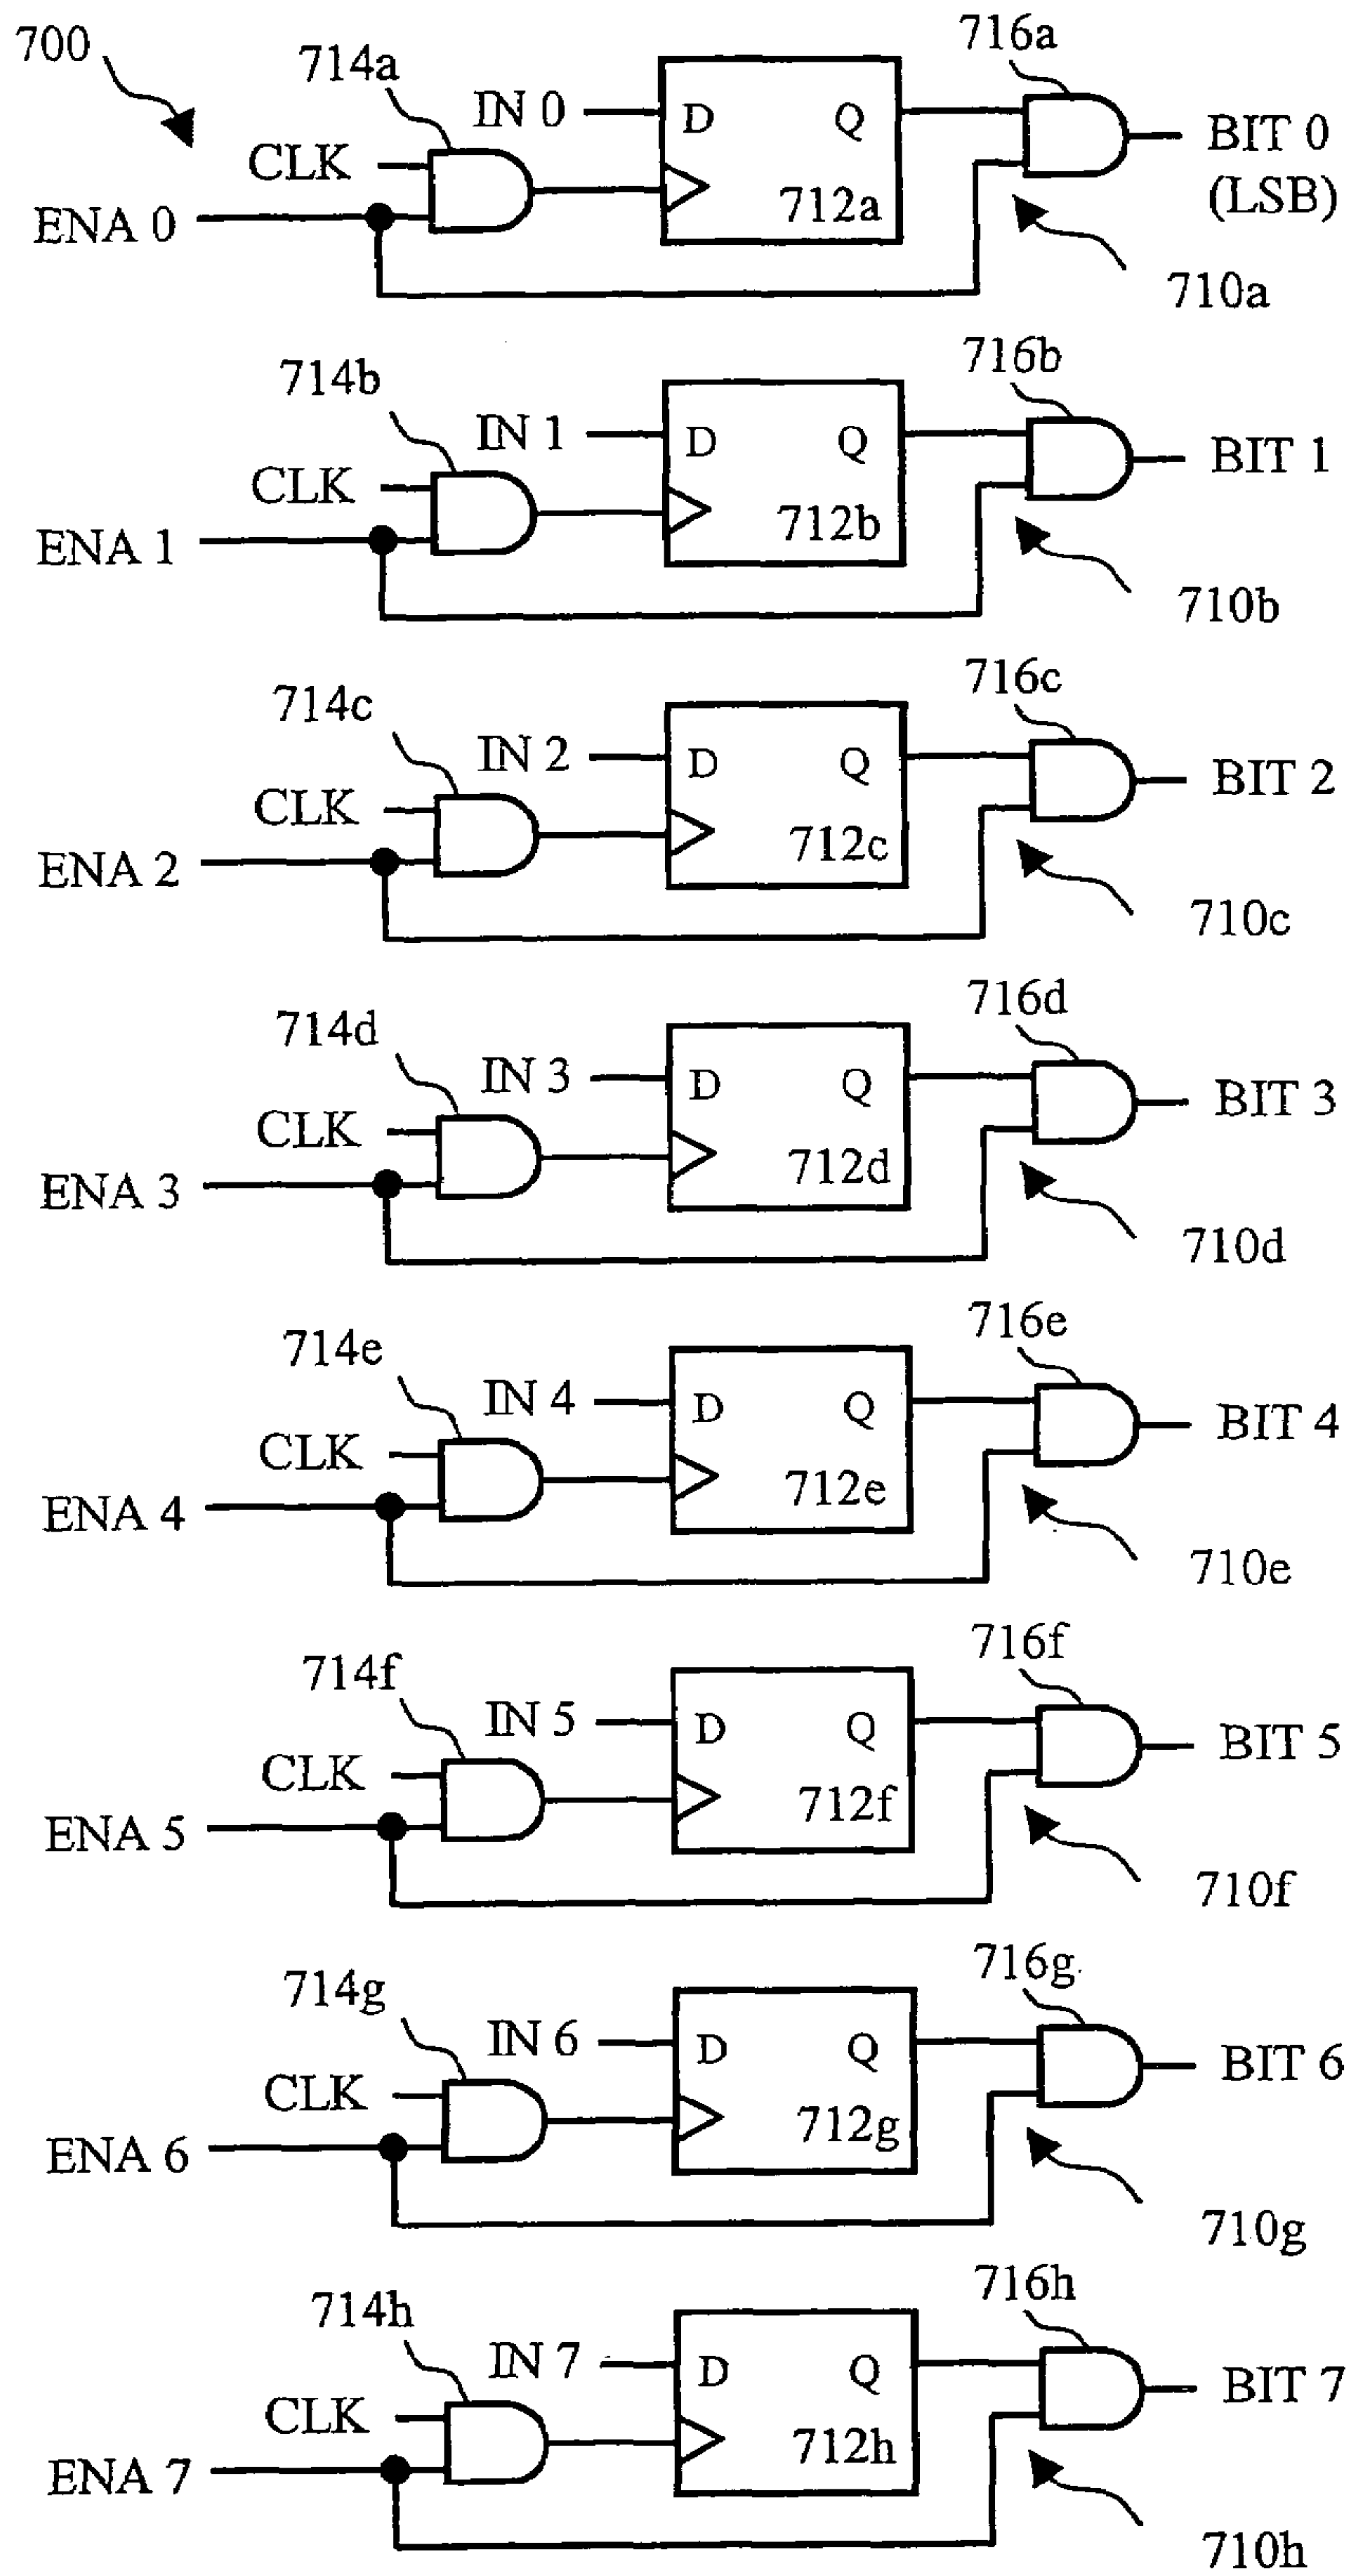 700
714a
716a
IN 0
D
Q
CLK
712a
BIT 0
(LSB)
ENA 0
710a
714b
716b
IN 1
D
Q
CLK
712b
BIT 1
ENA 1
710b
714c
716c
IN 2
D
Q
CLK
712c
BIT 2
ENA 2
710c
714d
716d
IN 3
D
Q
CLK
712d
BIT 3
ENA 3
710d
714e
716e
IN 4
D
Q
CLK
712e
BIT 4
ENA 4
710e
714f
716f
IN 5
D
Q
CLK
712f
BIT 5
ENA 5
710f
714g
716g
IN 6
D
Q
CLK
712g
BIT 6
ENA 6
710g
714h
716h
IN 7
D
Q
CLK
712h
BIT 7
ENA 7
710h